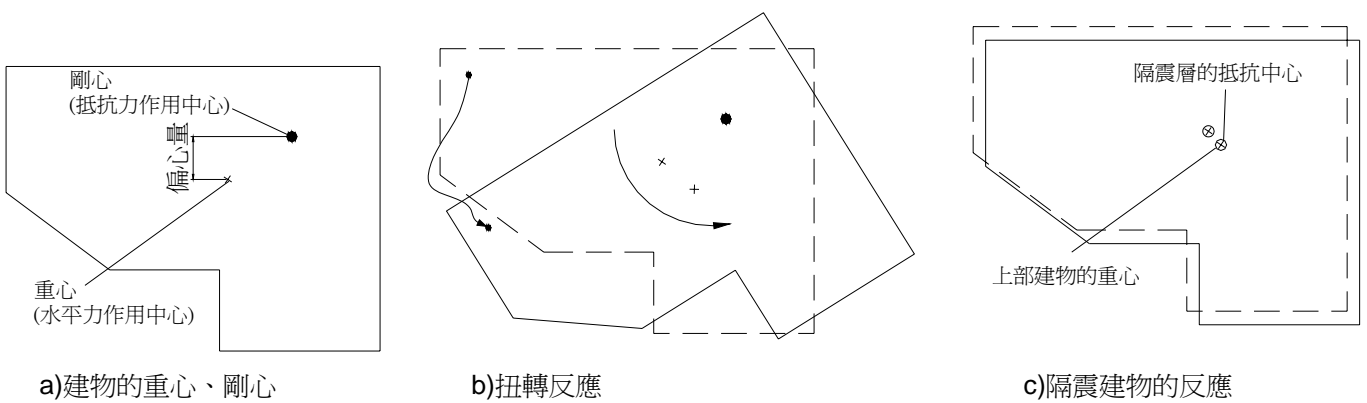 剛心
(抵抗力作用中心)
偏心量
重心
(水平力作用中心)
a)建物的重心、剛心
b)扭轉反應
隔震層的抵抗中心
上部建物的重心
c)隔震建物的反應